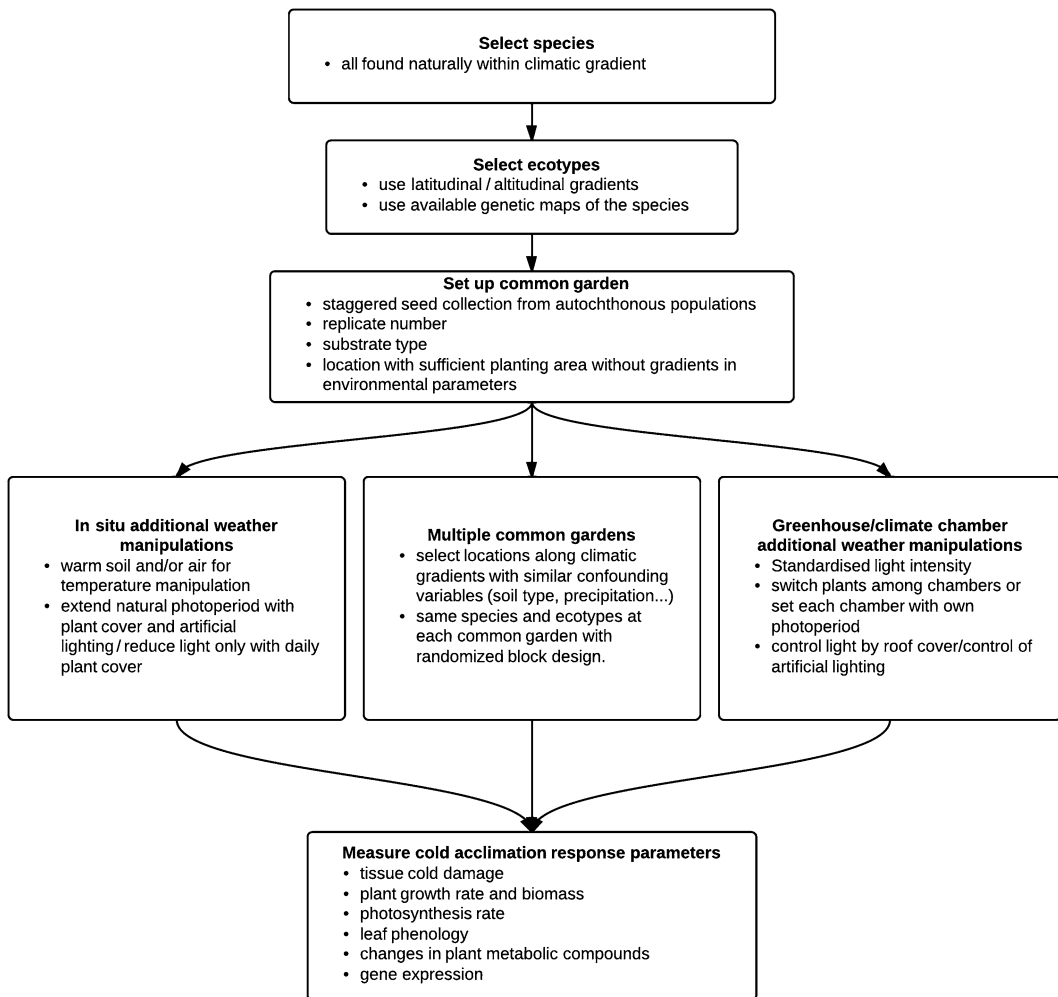 Select species
• all found naturally within climatic gradient
Select ecotypes
• use latitudinal / altitudinal gradients
• use available genetic maps of the species
Set up common garden
• staggered seed collection from autochthonous populations
• replicate number
• substrate type
• location with sufficient planting area without gradients in
environmental parameters
In situ additional weather
manipulations
• warm soil and/or air for
temperature manipulation
• extend natural photoperiod with
plant cover and artificial
lighting / reduce light only with daily
plant cover
Multiple common gardens
• select locations along climatic
gradients with similar confounding
variables (soil type, precipitation...)
• same species and ecotypes at
each common garden with
randomized block design.
Greenhouse/climate chamber
additional weather manipulations
• Standardised light intensity
• switch plants among chambers or
set each chamber with own
photoperiod
• control light by roof cover/control of
artificial lighting
Measure cold acclimation response parameters
• tissue cold damage
• plant growth rate and biomass
• photosynthesis rate
• leaf phenology
• changes in plant metabolic compounds
• gene expression